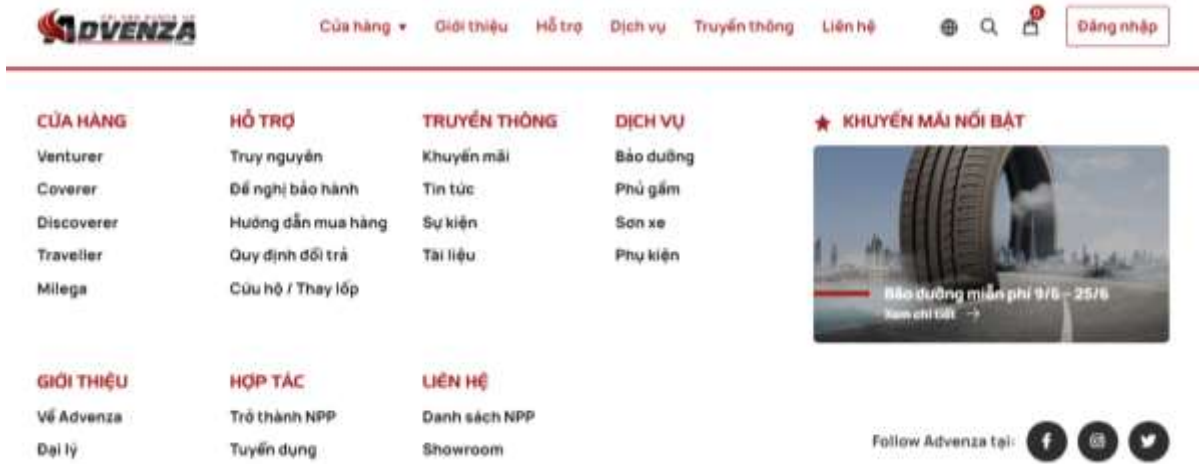 ADVENZA
Cửa hàng
Giới thiệu
Hỗ trợ
Dịch vụ
Truyền thông
Liên hệ
0
Đăng nhập
CỬA HÀNG
Venturer
Coverer
Discoverer
Traveller
Milega
HỖ TRỢ
Truy nguyên
Đề nghị bảo hành
Hướng dẫn mua hàng
Quy định đổi trả
Cứu hộ / Thay lốp
TRUYỀN THÔNG
Khuyến mãi
Tin tức
Sự kiện
Tài liệu
DỊCH VỤ
Bảo dưỡng
Phủ gầm
Sơn xe
Phụ kiện
KHUYẾN MÃI NỔI BẬT
Bảo dưỡng miễn phí 9/6 - 25/6
Xem chi tiết
GIỚI THIỆU
Về Advenza
Đại lý
HỢP TÁC
Trở thành NPP
Tuyển dụng
LIÊN HỆ
Danh sách NPP
Showroom
Follow Advenza tại: